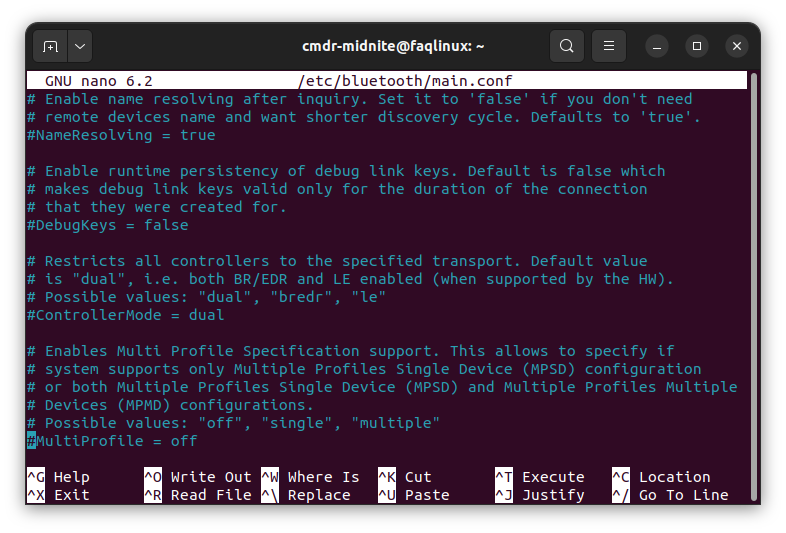 cmdr-midnite@faqlinux: ~
GNU nano 6.2 /etc/bluetooth/main.conf
# Enable name resolving after inquiry. Set it to 'false' if you don't need
# remote devices name and want shorter discovery cycle. Defaults to 'true'.
#NameResolving = true
# Enable runtime persistency of debug link keys. Default is false which
# makes debug link keys valid only for the duration of the connection
# that they were created for.
#DebugKeys = false
# Restricts all controllers to the specified transport. Default value
# is "dual", i.e. both BR/EDR and LE enabled (when supported by the HW).
# Possible values: "dual", "bredr", "le"
#ControllerMode = dual
# Enables Multi Profile Specification support. This allows to specify if
# system supports only Multiple Profiles Single Device (MPSD) configuration
# or both Multiple Profiles Single Device (MPSD) and Multiple Profiles Multiple
# Devices (MPMD) configurations.
# Possible values: "off", "single", "multiple"
#MultiProfile = off
^G Help ^O Write Out ^W Where Is ^K Cut ^T Execute ^C Location
^X Exit ^R Read File ^\ Replace ^U Paste ^J Justify ^/ Go To Line